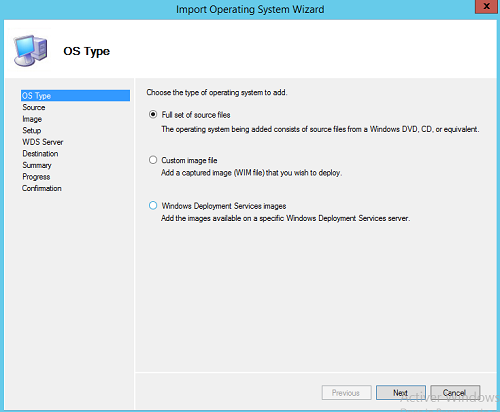 Import Operating System Wizard
x
OS Type
OS Type
Source
Image
Setup
WDS Server
Destination
Summary
Progress
Confirmation
Choose the type of operating system to add.
Full set of source files
The operating system being added consists of source files from a Windows DVD, CD, or equivalent.
Custom image file
Add a captured image (WIM file) that you wish to deploy.
Windows Deployment Services images
Add the images available on a specific Windows Deployment Services server.
Previous
Next
Cancel
Activer Windows